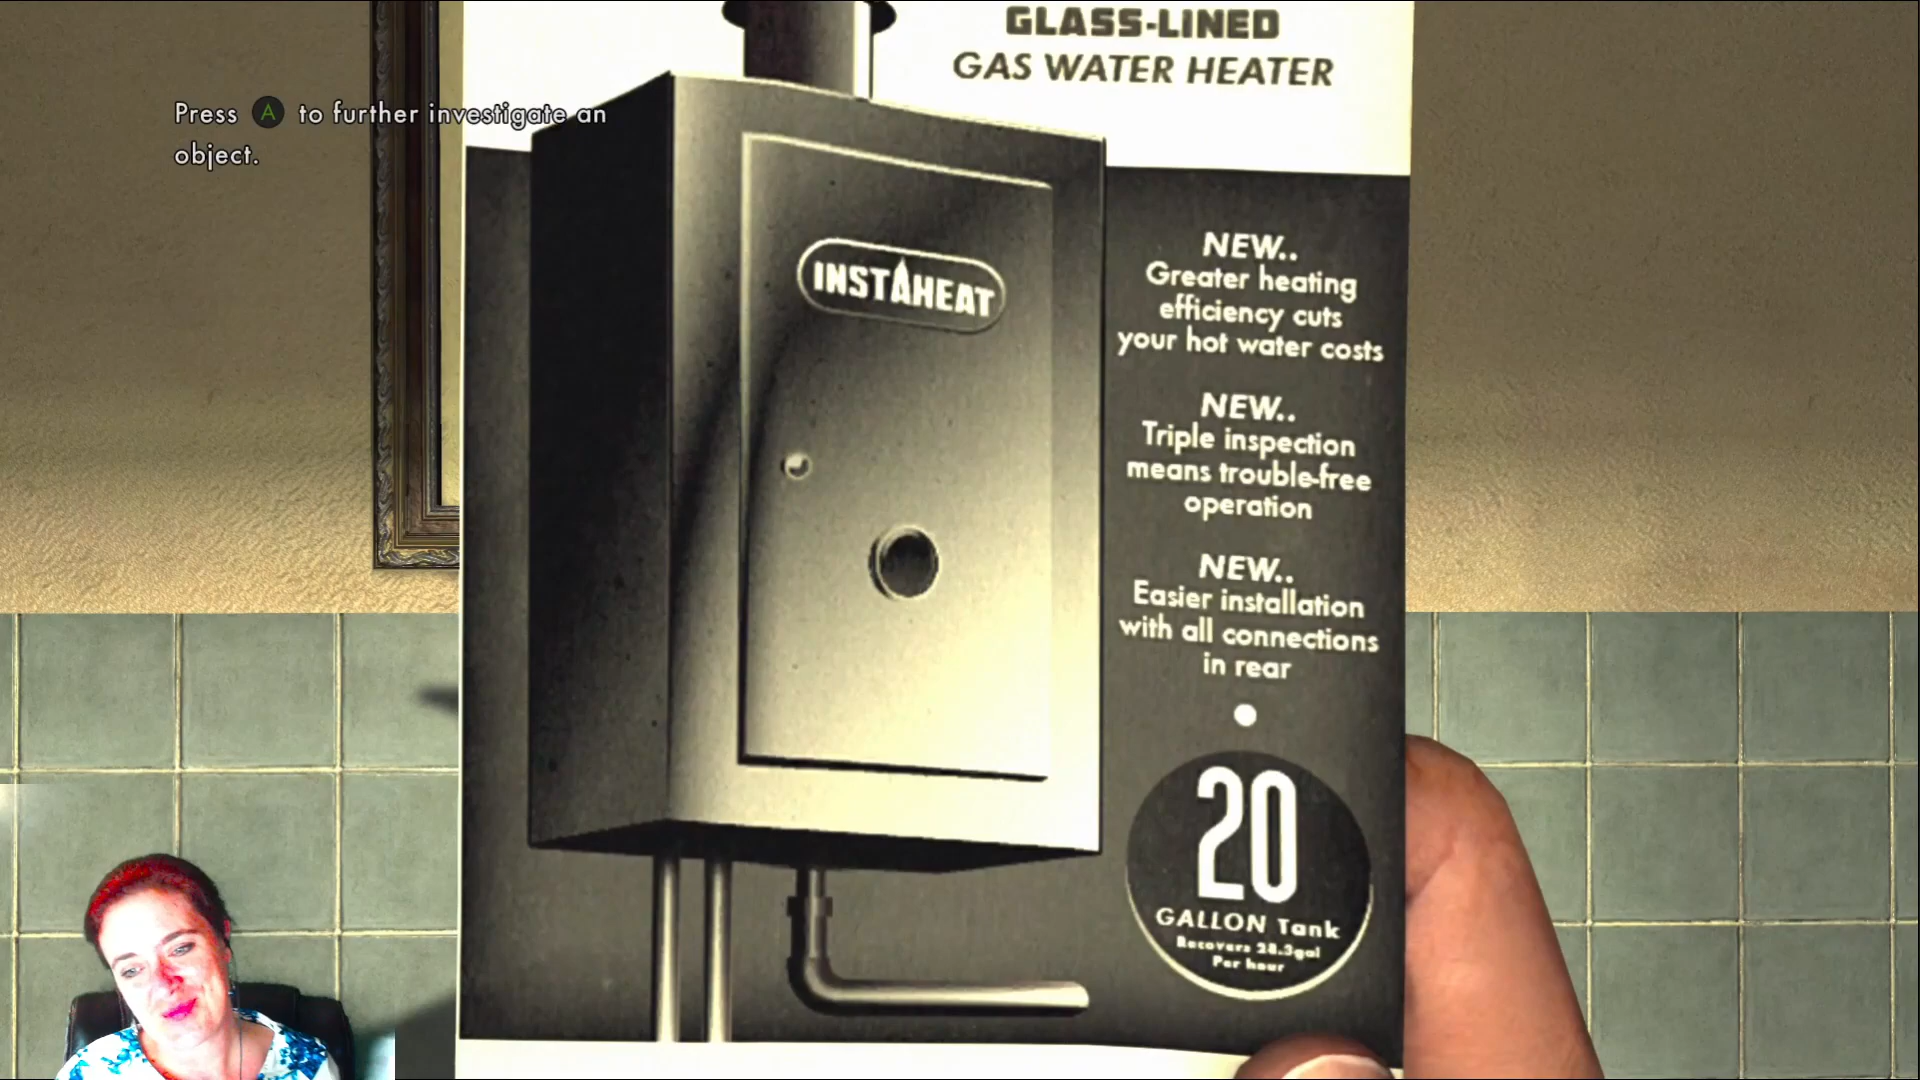 Press A to further investigate an
object.
GLASS-LINED
GAS WATER HEATER
INSTAHEAT
NEW..
Greater heating
efficiency cuts
your hot water costs
NEW..
Triple inspection
means trouble-free
operation
NEW..
Easier installation
with all connections
in rear
20
GALLON Tank
Recovers 28.3gal
Per hour